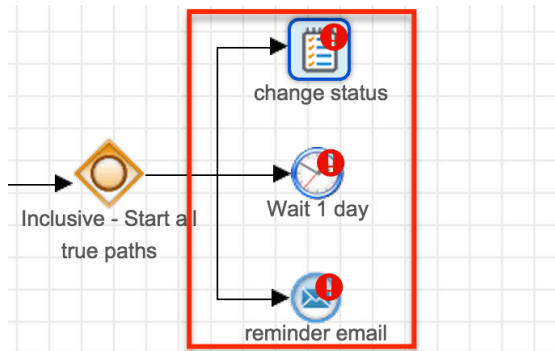 change status
Wait 1 day
Inclusive - Start all
true paths
reminder email